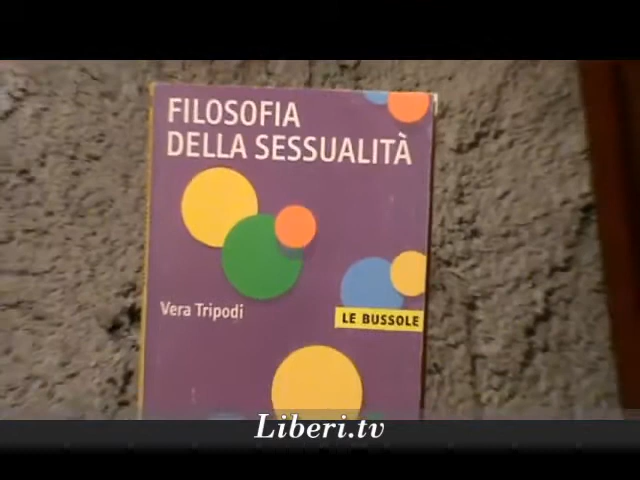 FILOSOFIA
DELLA SESSUALITÀ
Vera Tripodi
LE BUSSOLE
Liberi.tv